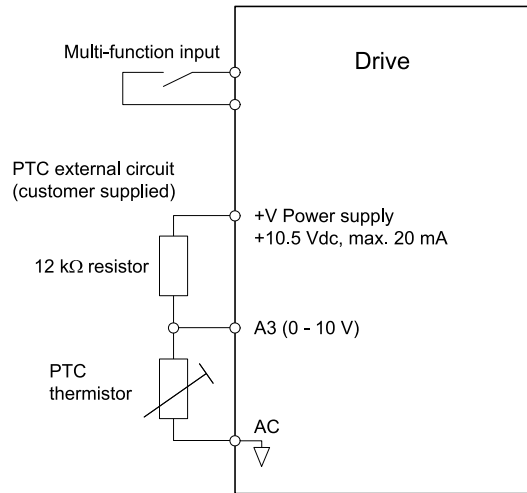 Multi-function input
Drive
PTC external circuit
(customer supplied)
+V Power supply
+10.5 Vdc, max. 20 mA
12 kΩ resistor
A3 (0 - 10 V)
PTC
thermistor
AC